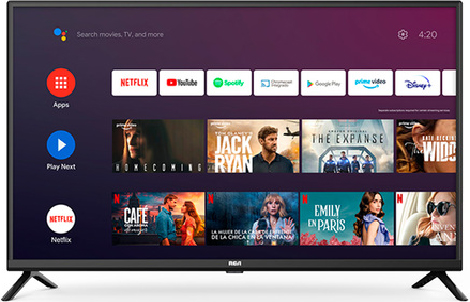 Search movies, TV, and more
4:20
NETFLIX
YouTube
Spotify
Chromecast
Google Play
prime video
Disney+
Apps
HOMECOMING
JACK
RYAN
THE EXPANSE
Play Next
CAFÉ
LA MUJER DE LA CASA DE ENFRENTE
DE LA CHICA EN LA VENTANA
EMILY
EN PARÍS
NETFLIX
Netflix
RCA